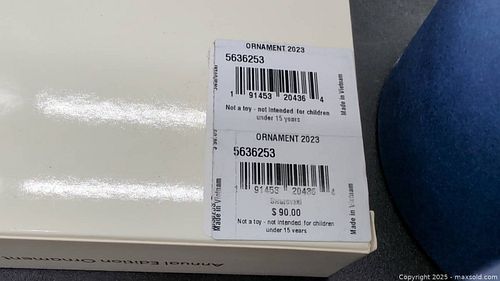 ORNAMENT 2023
5636253
1 91453 20436 4
Not a toy - not intended for children
under 15 years
Made in Vietnam
ORNAMENT 2023
5636253
1 91453 20436 4
Swarovski
$ 90.00
Not a toy - not intended for children
under 15 years
Made in Vietnam
Made in Vietnam
Annual Edition Ornament
Copyright 2025 - maxsold.com